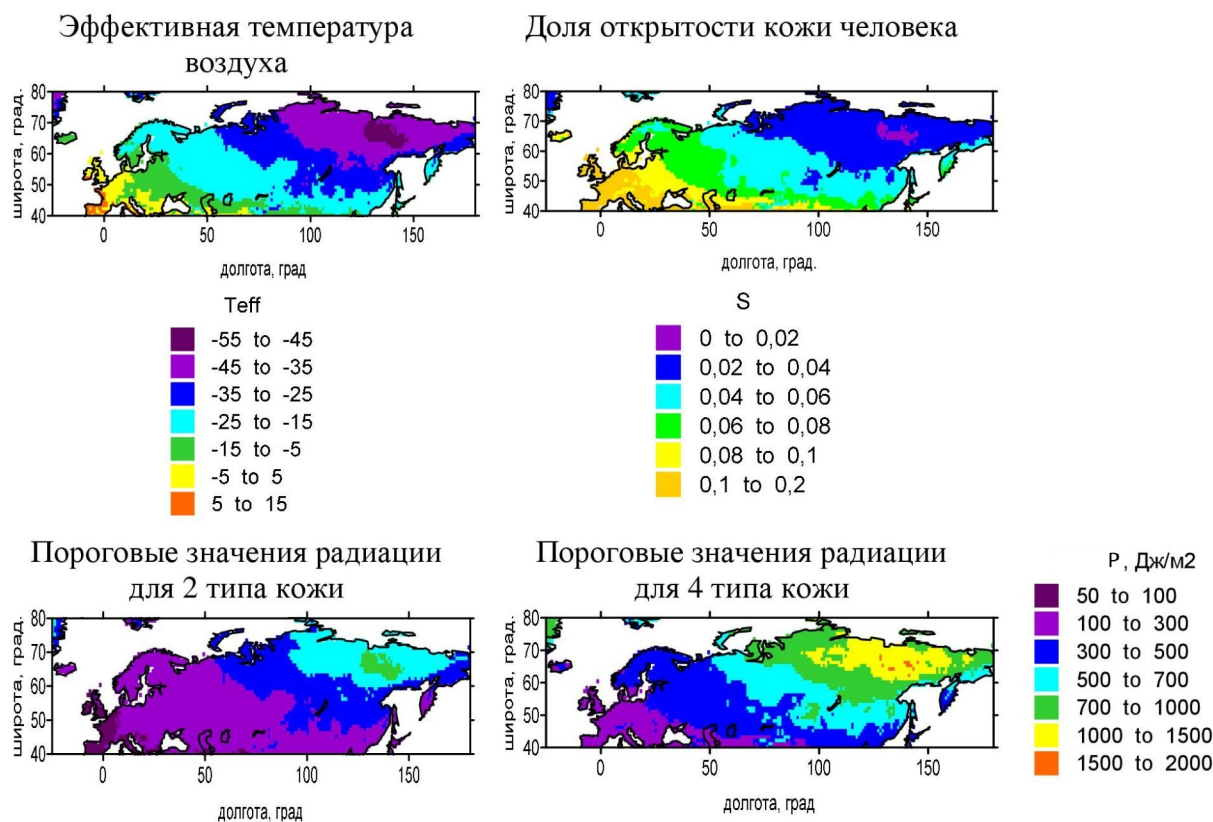 Эффективная температура
воздуха
Доля открытости кожи человека
широта, град.
80
70
60
50
40
0
50
100
150
долгота, град
широта, град.
80
70
60
50
40
0
50
100
150
долгота, град.
Teff
-55 to -45
-45 to -35
-35 to -25
-25 to -15
-15 to -5
-5 to 5
5 to 15
S
0 to 0,02
0,02 to 0,04
0,04 to 0,06
0,06 to 0,08
0,08 to 0,1
0,1 to 0,2
Пороговые значения радиации
для 2 типа кожи
Пороговые значения радиации
для 4 типа кожи
широта, град.
80
70
60
50
40
0
50
100
150
долгота, град
широта, град.
80
70
60
50
40
0
50
100
150
долгота, град
P, Дж/м2
50 to 100
100 to 300
300 to 500
500 to 700
700 to 1000
1000 to 1500
1500 to 2000